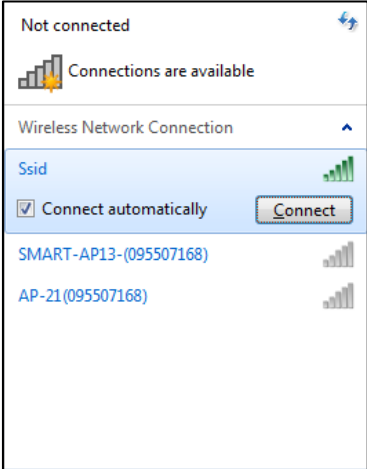 Not connected
Connections are available
Wireless Network Connection
Ssid
Connect automatically Connect
SMART-AP13-(095507168)
AP-21(095507168)